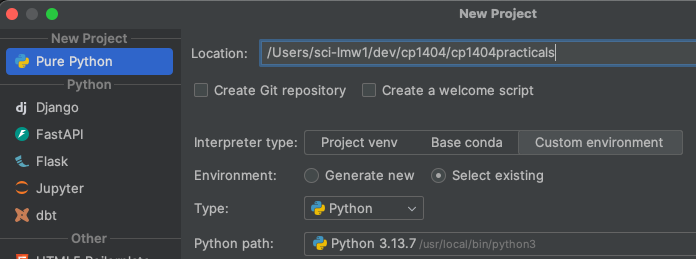 New Project
New Project
Pure Python
Python
Django
FastAPI
Flask
Jupyter
dbt
Other
Location: /Users/sci-lmw1/dev/cp1404/cp1404practicals
Create Git repository Create a welcome script
Interpreter type: Project venv Base conda Custom environment
Environment: Generate new Select existing
Type: Python
Python path: Python 3.13.7 /usr/local/bin/python3